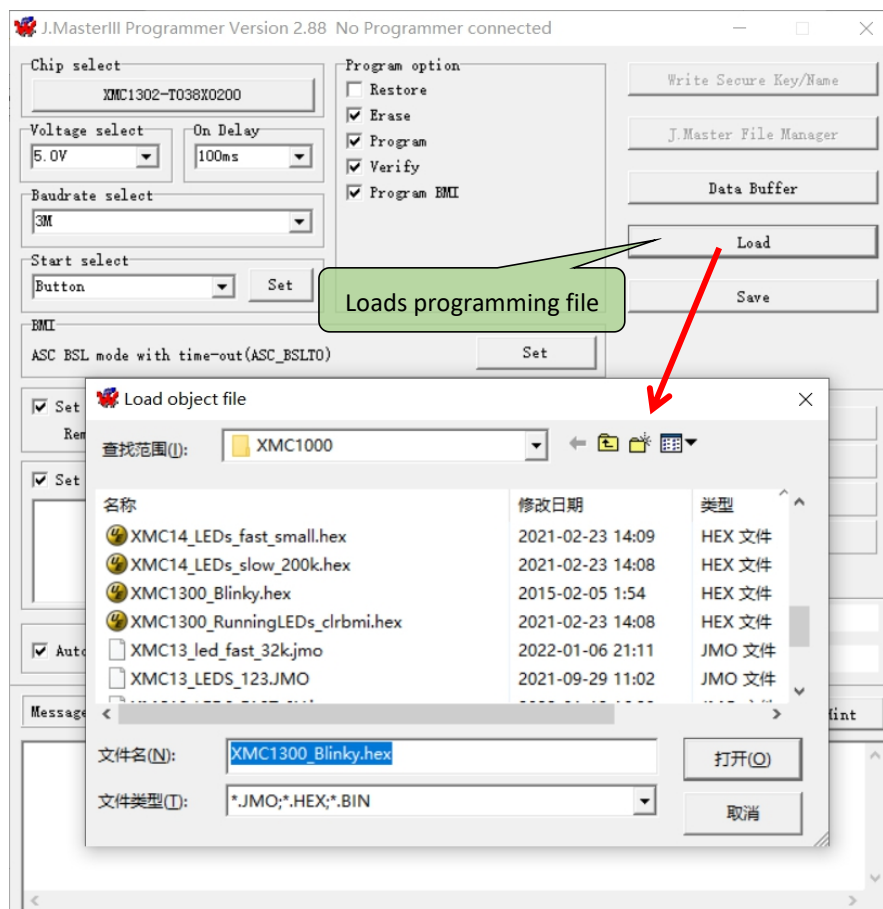 J.MasterIII Programmer Version 2.88 No Programmer connected
Chip select
XMC1302-T038X0200
Voltage select
5.0V
On Delay
100ms
Baudrate select
3M
Start select
Button
Set
Program option
Restore
Erase
Program
Verify
Program BMI
Write Secure Key/Name
J.Master File Manager
Data Buffer
Load
Save
Loads programming file
BMI
ASC BSL mode with time-out(ASC_BSLTO)
Set
Set
Set
Message
Load object file
查找范围(I):
XMC1000
名称 修改日期 类型
XMC14_LEDs_fast_small.hex 2021-02-23 14:09 HEX 文件
XMC14_LEDs_slow_200k.hex 2021-02-23 14:08 HEX 文件
XMC1300_Blinky.hex 2015-02-05 1:54 HEX 文件
XMC1300_RunningLEDs_clrbmi.hex 2021-02-23 14:08 HEX 文件
XMC13_led_fast_32k.jmo 2022-01-06 21:11 JMO 文件
XMC13_LEDS_123.JMO 2021-09-29 11:02 JMO 文件
文件名(N):
XMC1300_Blinky.hex
打开(O)
文件类型(T):
*.JMO;*.HEX;*.BIN
取消